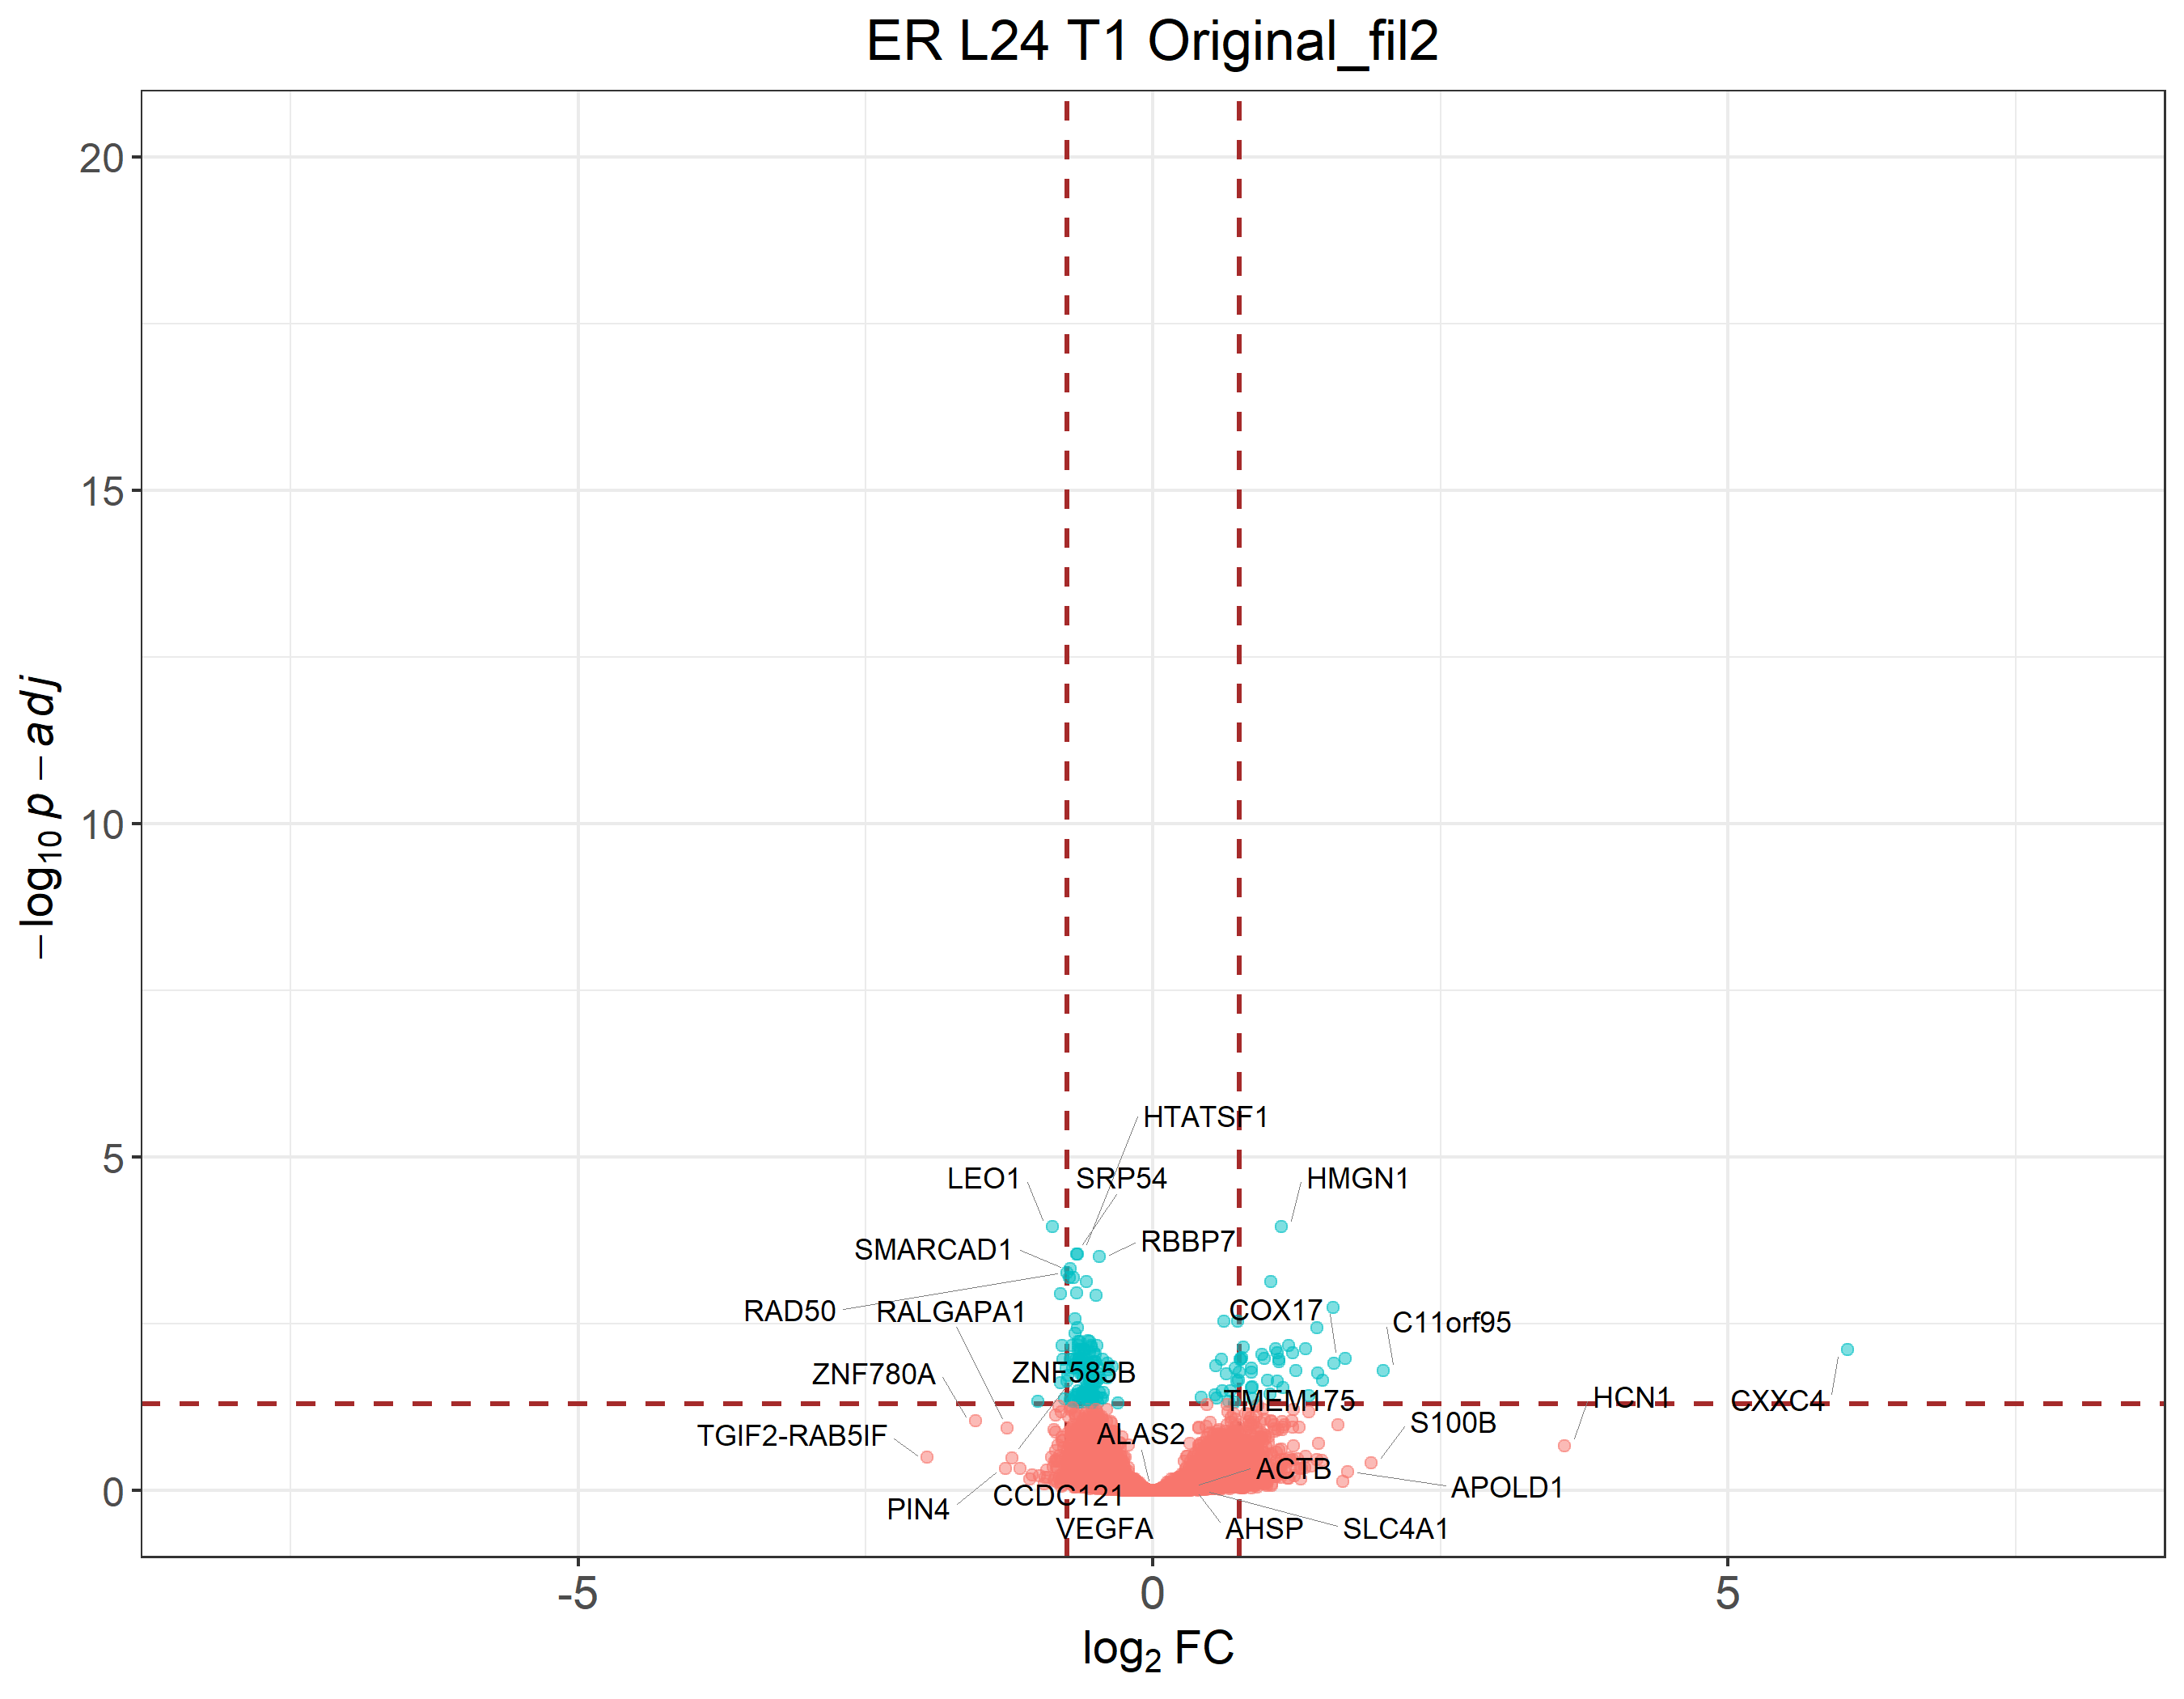 ER L24 T1 Original_fil2
20
15
10
5
0
−log10 p − adj
HTATSF1
LEO1
SRP54
HMGN1
SMARCAD1
RBBP7
RAD50
RALGAPA1
COX17
C11orf95
ZNF780A
ZNF585B
TMEM175
HCN1
CXXC4
TGIF2-RAB5IF
ALAS2
S100B
ACTB
PIN4
CCDC121
APOLD1
VEGFA
AHSP
SLC4A1
-5
0
5
log2 FC